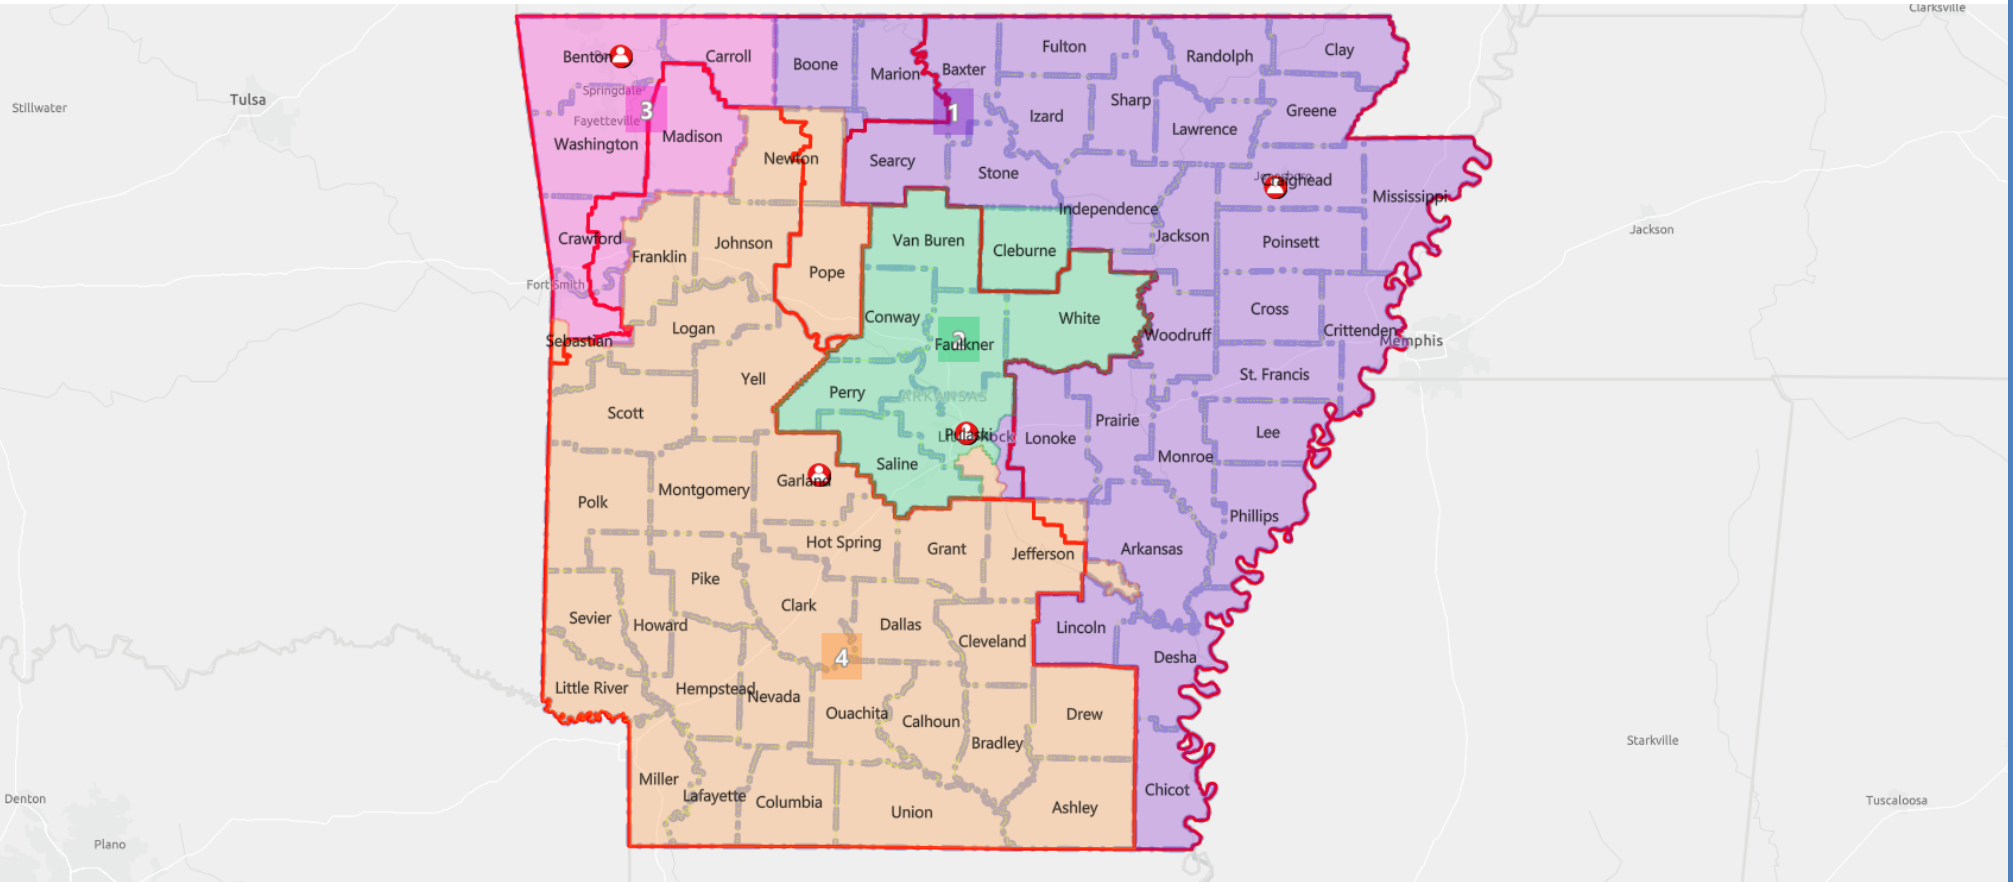 Clarksville
Fulton
Clay
Benton
Carroll
Randolph
Boone
Baxter
Marion
Springdale
Tulsa
Sharp
Stillwater
3
1
Greene
Izard
Fayetteville
Lawrence
Madison
Washington
Newton
Searcy
Stone
Craighead
Mississippi
Independence
Jackson
Crawford
Van Buren
Jackson
Poinsett
Johnson
Cleburne
Franklin
Pope
Fort Smith
Cross
Conway
White
Logan
Crittenden
Woodruff
Sebastian
2
Faulkner
Memphis
St. Francis
Yell
Perry
ARKANSAS
Scott
Prairie
Lee
Pulaski
Lonoke
Monroe
Saline
Garland
Montgomery
Polk
Phillips
Hot Spring
Grant
Jefferson
Arkansas
Pike
Clark
Sevier
Howard
Dallas
Lincoln
Cleveland
4
Desha
Little River
Hempstead
Nevada
Ouachita
Calhoun
Drew
Bradley
Starkville
Miller
Chicot
Lafayette
Columbia
Denton
Tuscaloosa
Union
Ashley
Plano